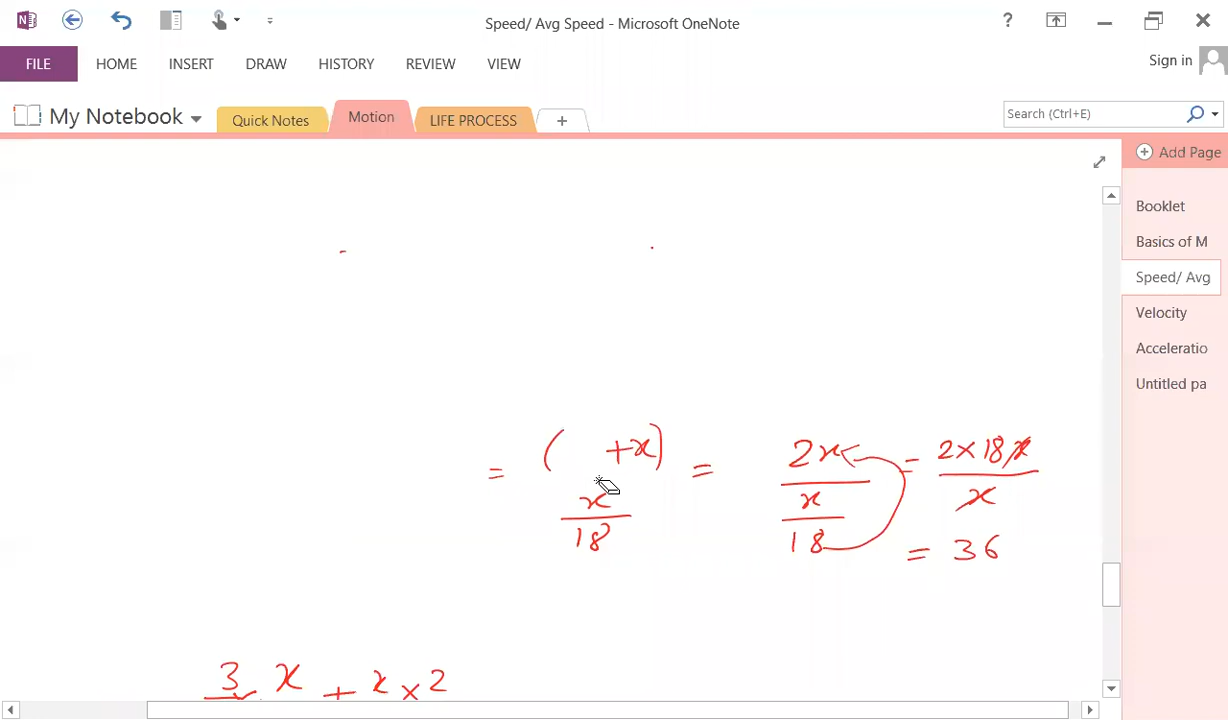 Speed/ Avg Speed - Microsoft OneNote
?
FILE HOME INSERT DRAW HISTORY REVIEW VIEW
Sign in
My Notebook
Quick Notes
Motion
LIFE PROCESS
+
Search (Ctrl+E)
Add Page
Booklet
Basics of M
Speed/ Avg
Velocity
Acceleratio
Untitled pa
= ( +x) = 2x = 2 × 18x
x x x
18 18 = 36
3 x + x × 2